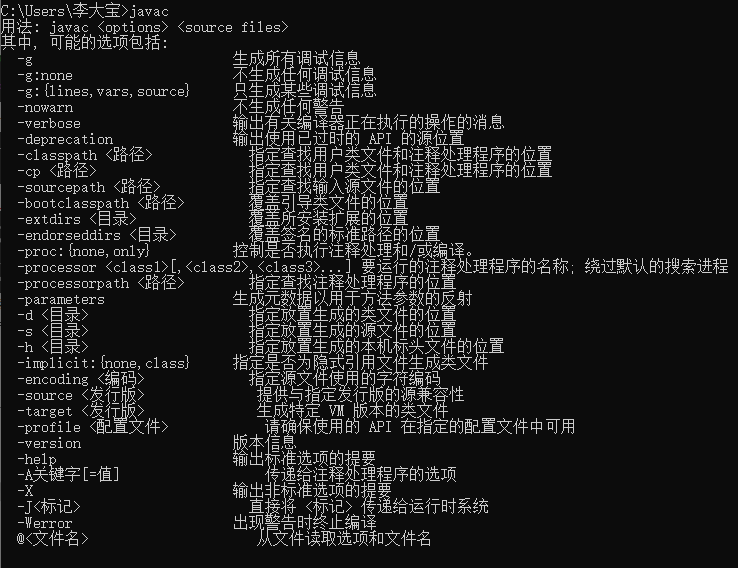 C:\Users\李大宝>javac
用法: javac <options> <source files>
其中, 可能的选项包括:
  -g                         生成所有调试信息
  -g:none                    不生成任何调试信息
  -g:{lines,vars,source}     只生成某些调试信息
  -nowarn                    不生成任何警告
  -verbose                   输出有关编译器正在执行的操作的消息
  -deprecation               输出使用已过时的 API 的源位置
  -classpath <路径>            指定查找用户类文件和注释处理程序的位置
  -cp <路径>                   指定查找用户类文件和注释处理程序的位置
  -sourcepath <路径>           指定查找输入源文件的位置
  -bootclasspath <路径>        覆盖引导类文件的位置
  -extdirs <目录>              覆盖所安装扩展的位置
  -endorseddirs <目录>         覆盖签名的标准路径的位置
  -proc:{none,only}          控制是否执行注释处理和/或编译。
  -processor <class1>[,<class2>,<class3>...] 要运行的注释处理程序的名称; 绕过默认的搜索进程
  -processorpath <路径>        指定查找注释处理程序的位置
  -parameters                生成元数据以用于方法参数的反射
  -d <目录>                    指定放置生成的类文件的位置
  -s <目录>                    指定放置生成的源文件的位置
  -h <目录>                    指定放置生成的本机标头文件的位置
  -implicit:{none,class}     指定是否为隐式引用文件生成类文件
  -encoding <编码>             指定源文件使用的字符编码
  -source <发行版>              提供与指定发行版的源兼容性
  -target <发行版>              生成特定 VM 版本的类文件
  -profile <配置文件>            请确保使用的 API 在指定的配置文件中可用
  -version                   版本信息
  -help                      输出标准选项的提要
  -A关键字[=值]                  传递给注释处理程序的选项
  -X                         输出非标准选项的提要
  -J<标记>                     直接将 <标记> 传递给运行时系统
  -Werror                    出现警告时终止编译
  @<文件名>                     从文件读取选项和文件名